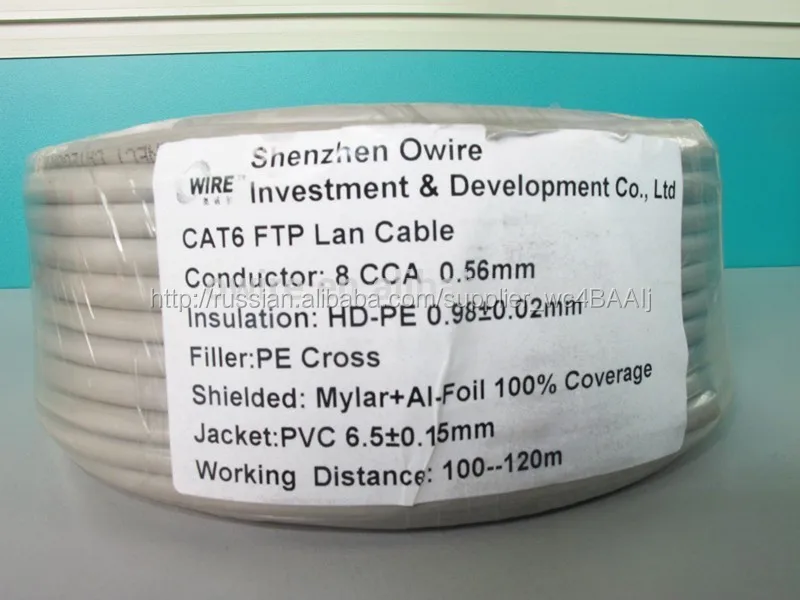 Shenzhen Owire
WIRE™ Investment & Development Co., Ltd
CAT6 FTP Lan Cable
Conductor: 8 CCA 0.56mm
http://russian.alibaba.com/supplier_wc4BAAIj
Insulation: HD-PE 0.98±0.02mm
Filler:PE Cross
Shielded: Mylar+Al-Foil 100% Coverage
Jacket:PVC 6.5±0.15mm
Working Distance: 100--120m